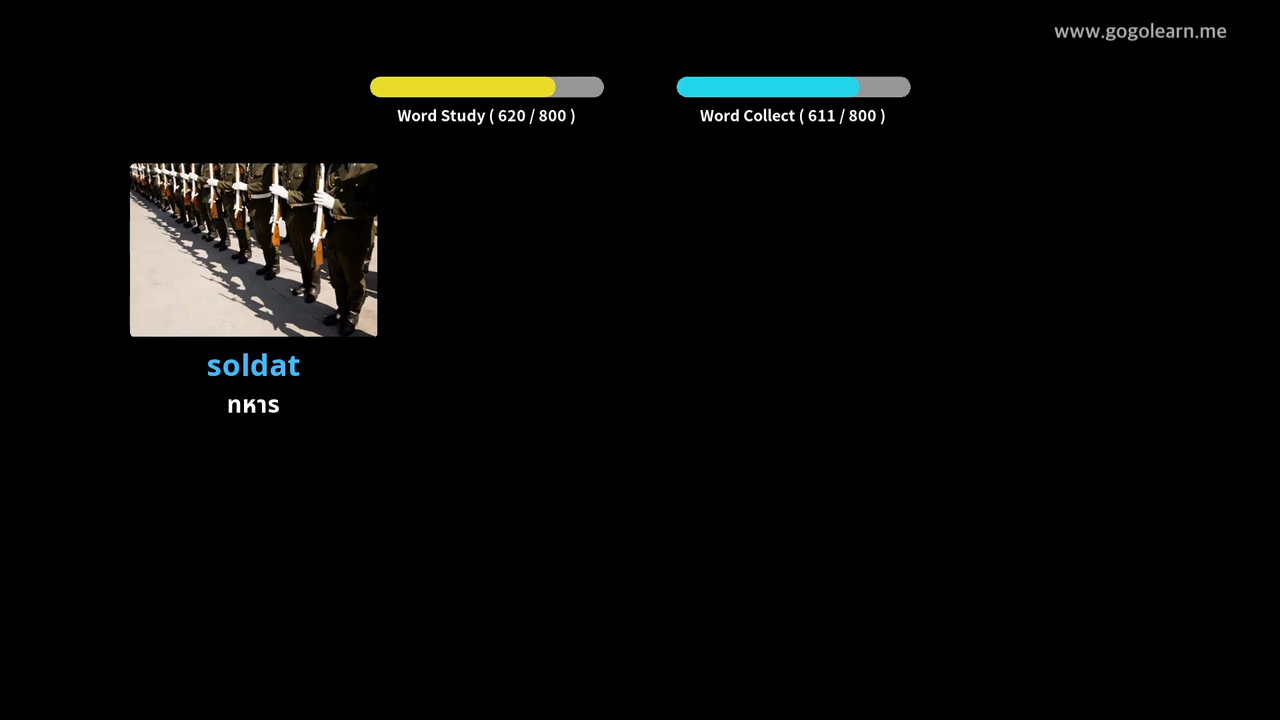 www.gogolearn.me
Word Study ( 620 / 800 )
Word Collect ( 611 / 800 )
soldat
ทหาร